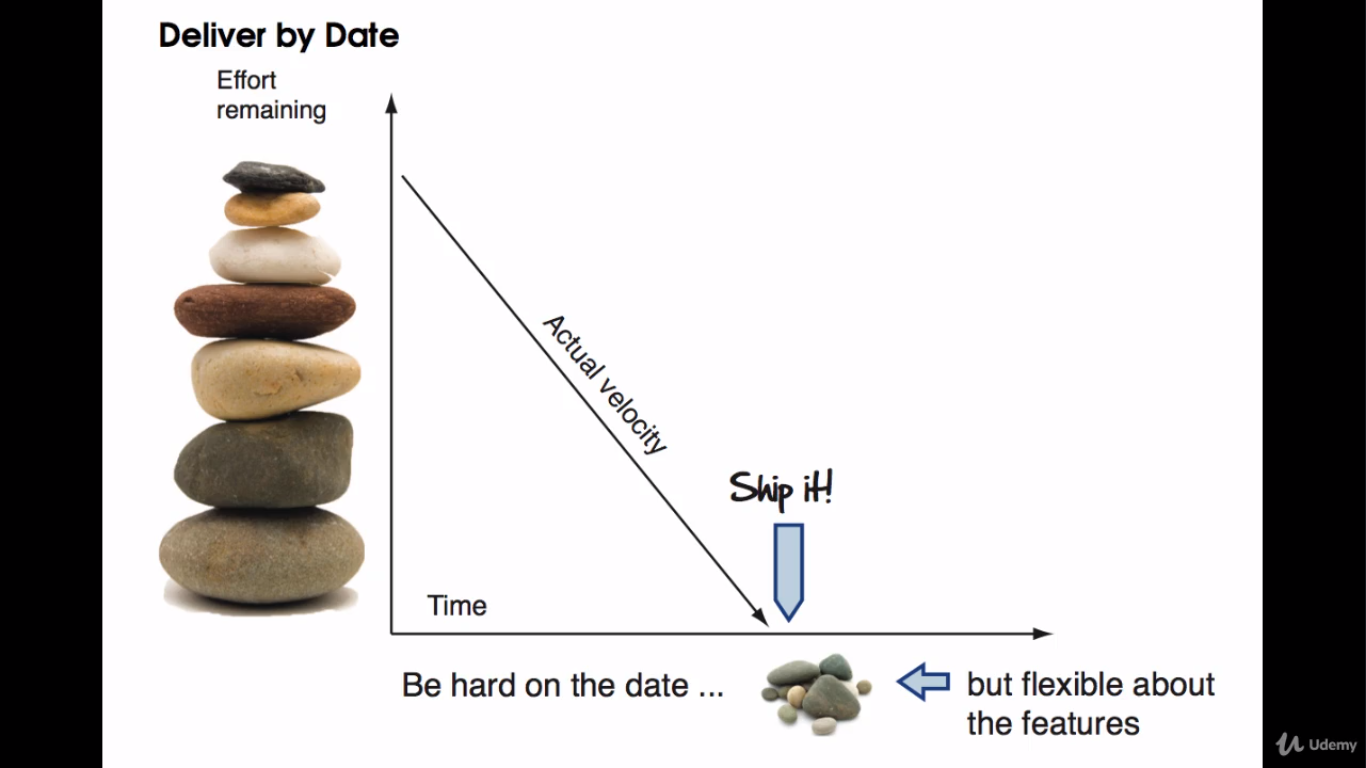 Deliver by Date
Effort
remaining
Actual velocity
Ship it!
Time
Be hard on the date ...
but flexible about
the features
Udemy